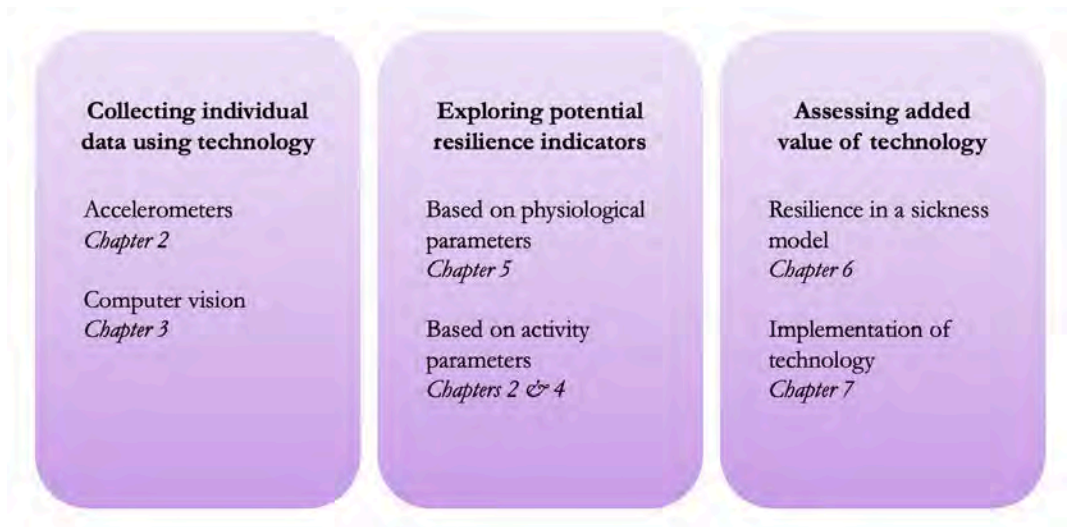 Collecting individual
data using technology
Accelerometers
Chapter 2
Computer vision
Chapter 3
Exploring potential
resilience indicators
Based on physiological
parameters
Chapter 5
Based on activity
parameters
Chapters 2 & 4
Assessing added
value of technology
Resilience in a sickness
model
Chapter 6
Implementation of
technology
Chapter 7